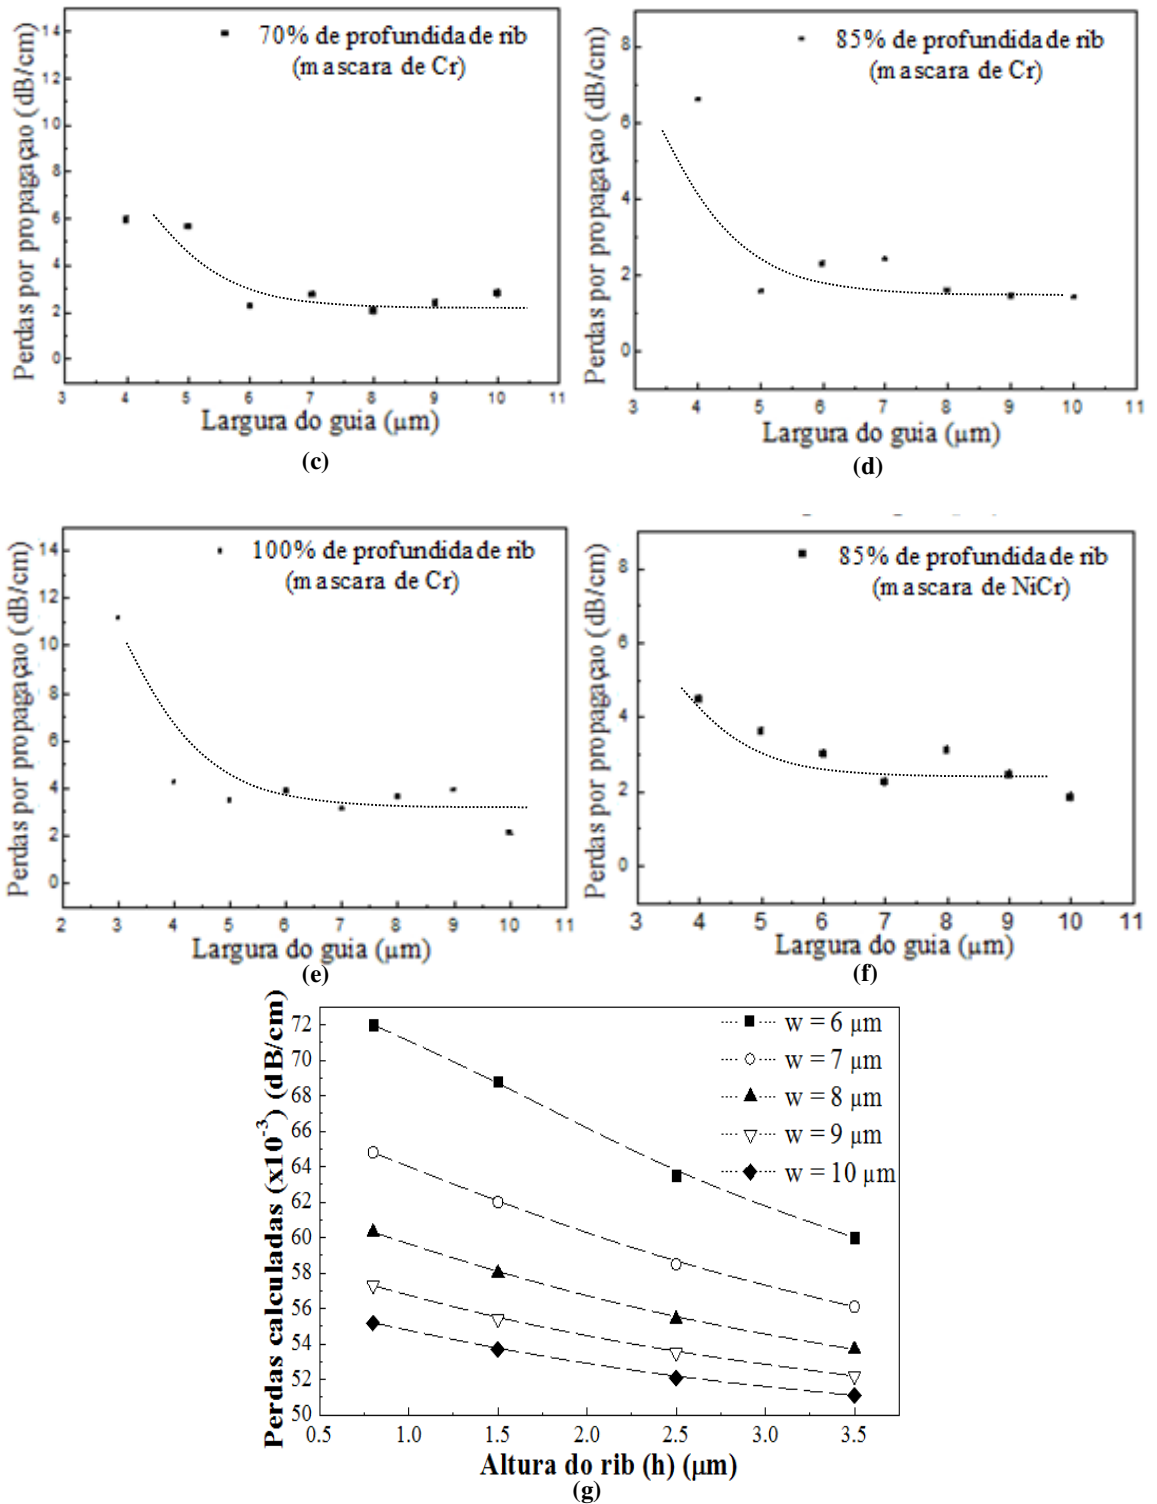 70% de profundidade rib
(mascara de Cr)
Perdas por propagaçao (dB/cm)
14
12
10
8
6
4
2
0
3 4 5 6 7 8 9 10 11
Largura do guia (µm)
(c)
85% de profundidade rib
(mascara de Cr)
Perdas por propagaçao (dB/cm)
8
6
4
2
0
3 4 5 6 7 8 9 10 11
Largura do guia (µm)
(d)
100% de profundidade rib
(mascara de Cr)
Perdas por propagaçao (dB/cm)
14
12
10
8
6
4
2
0
2 3 4 5 6 7 8 9 10 11
Largura do guia (µm)
(e)
85% de profundidade rib
(mascara de NiCr)
Perdas por propagaçao (dB/cm)
8
6
4
2
0
3 4 5 6 7 8 9 10 11
Largura do guia (µm)
(f)
Perdas calculadas (x10⁻³) (dB/cm)
72
70
68
66
64
62
60
58
56
54
52
50
w = 6 µm
w = 7 µm
w = 8 µm
w = 9 µm
w = 10 µm
0.5 1.0 1.5 2.0 2.5 3.0 3.5
Altura do rib (h) (µm)
(g)